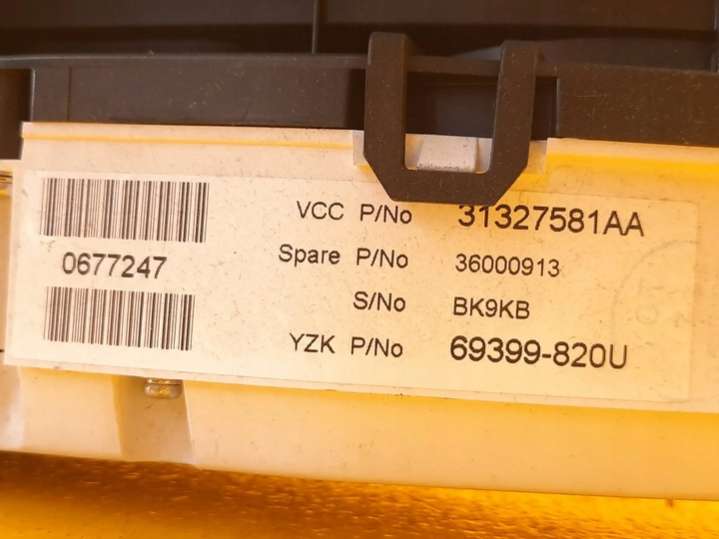 VCC P/No 31327581AA
0677247
Spare P/No 36000913
S/No BK9KB
YZK P/No 69399-820U